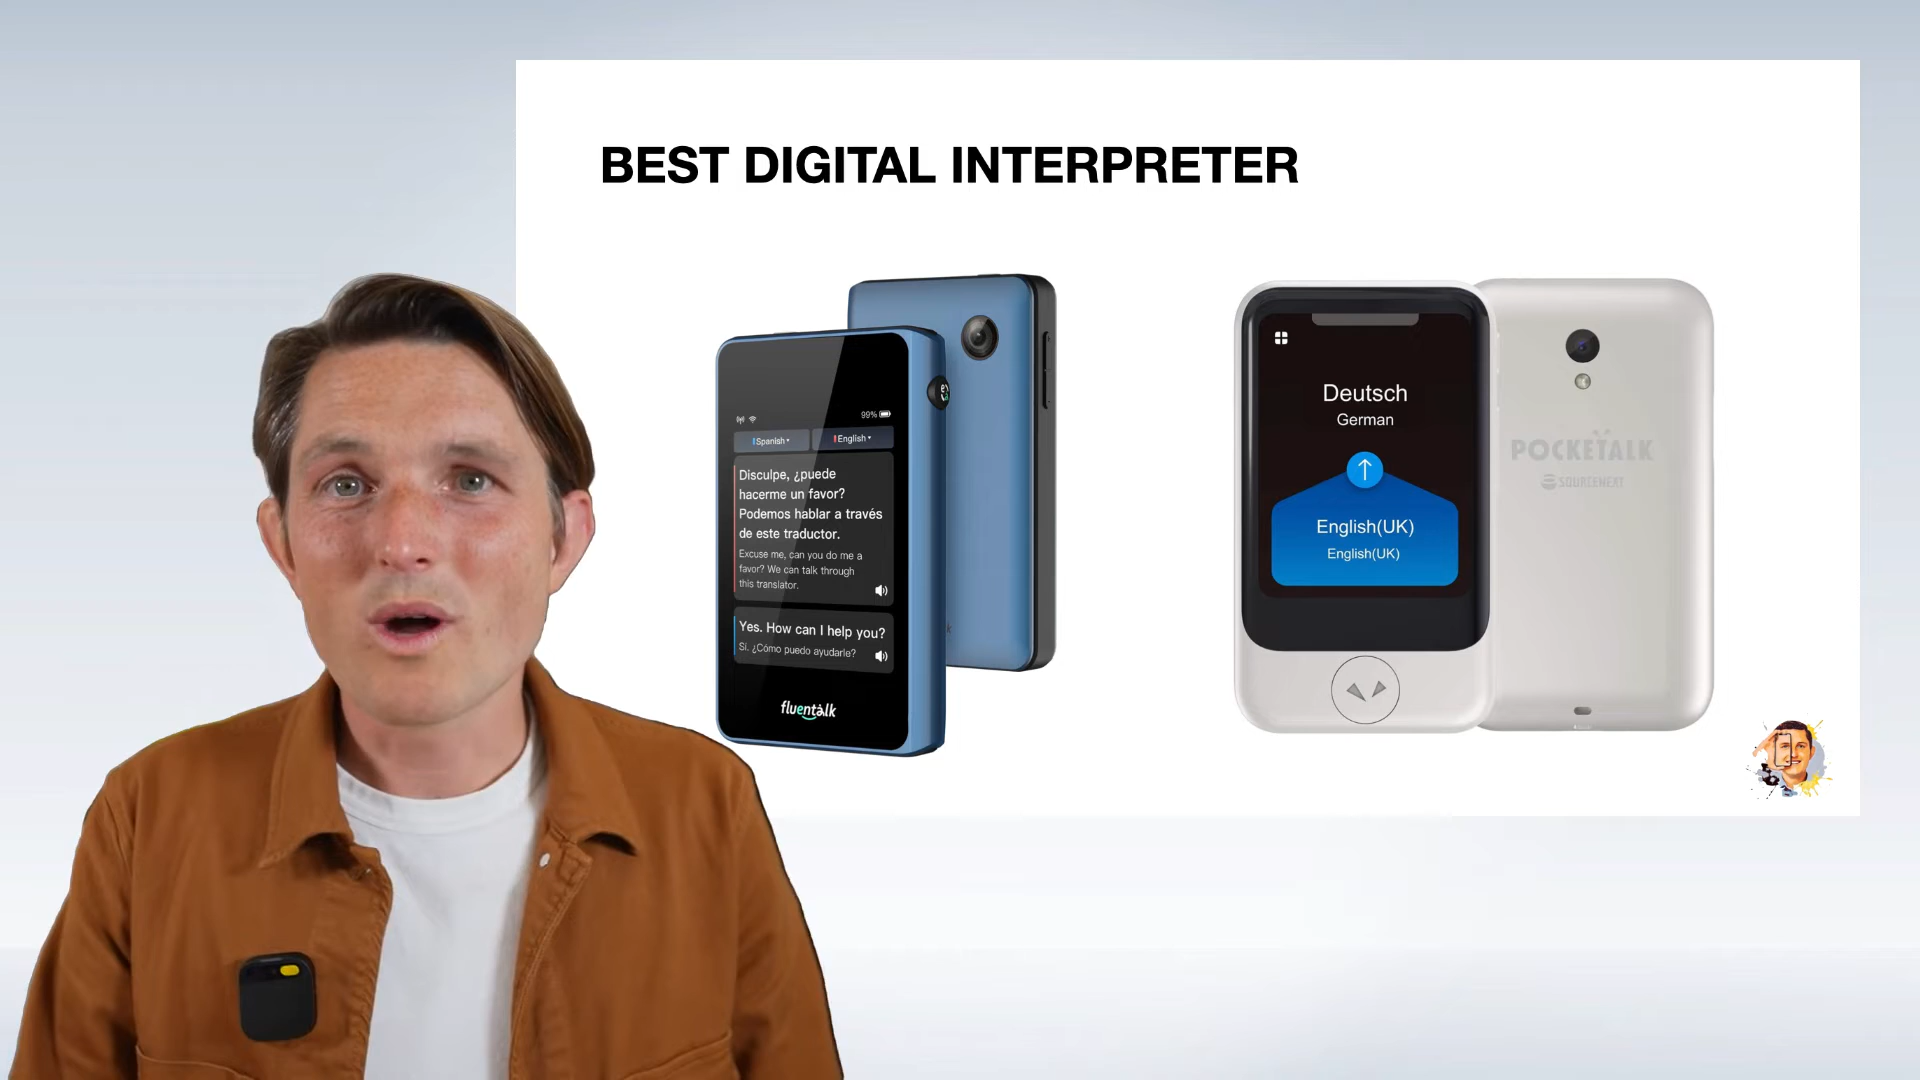 BEST DIGITAL INTERPRETER
99%
Spanish
English
Disculpe, ¿puede
hacerme un favor?
Podemos hablar a través
de este traductor.
Excuse me, can you do me a
favor? We can talk through
this translator.
Yes. How can I help you?
Sí. ¿Cómo puedo ayudarle?
fluentalk
Deutsch
German
English(UK)
English(UK)
POCKETALK
SOURCENEXT